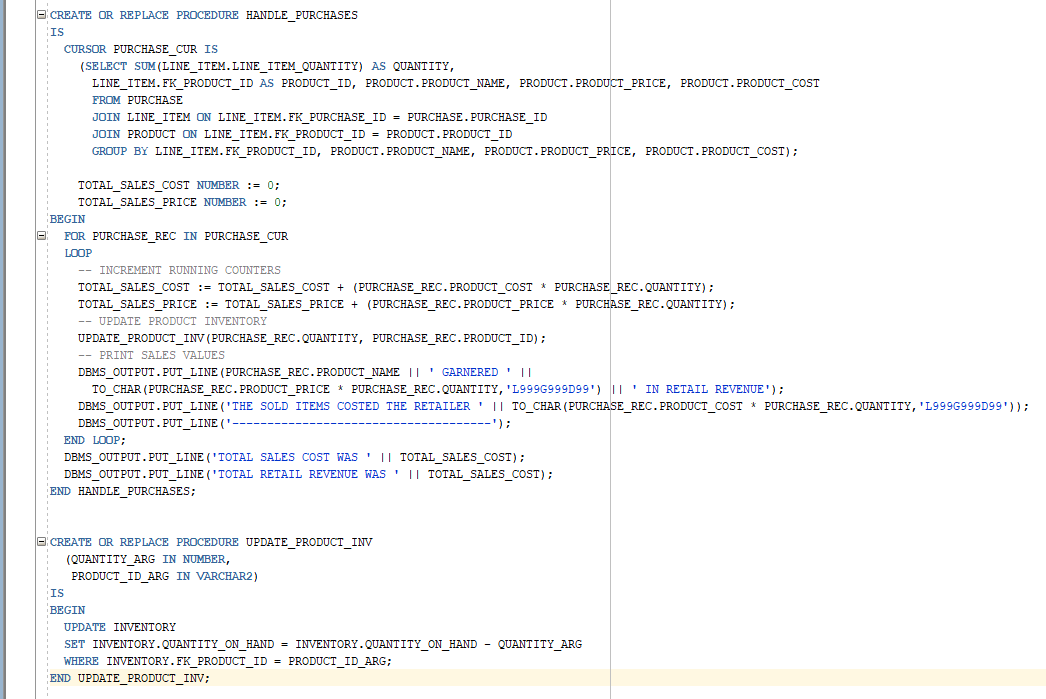 CREATE OR REPLACE PROCEDURE HANDLE_PURCHASES
IS
CURSOR PURCHASE_CUR IS
(SELECT SUM(LINE_ITEM.LINE_ITEM_QUANTITY) AS QUANTITY,
LINE_ITEM.FK_PRODUCT_ID AS PRODUCT_ID, PRODUCT.PRODUCT_NAME, PRODUCT.PRODUCT_PRICE, PRODUCT.PRODUCT_COST
FROM PURCHASE
JOIN LINE_ITEM ON LINE_ITEM.FK_PURCHASE_ID = PURCHASE.PURCHASE_ID
JOIN PRODUCT ON LINE_ITEM.FK_PRODUCT_ID = PRODUCT.PRODUCT_ID
GROUP BY LINE_ITEM.FK_PRODUCT_ID, PRODUCT.PRODUCT_NAME, PRODUCT.PRODUCT_PRICE, PRODUCT.PRODUCT_COST);
TOTAL_SALES_COST NUMBER := 0;
TOTAL_SALES_PRICE NUMBER := 0;
BEGIN
FOR PURCHASE_REC IN PURCHASE_CUR
LOOP
-- INCREMENT RUNNING COUNTERS
TOTAL_SALES_COST := TOTAL_SALES_COST + (PURCHASE_REC.PRODUCT_COST * PURCHASE_REC.QUANTITY);
TOTAL_SALES_PRICE := TOTAL_SALES_PRICE + (PURCHASE_REC.PRODUCT_PRICE * PURCHASE_REC.QUANTITY);
-- UPDATE PRODUCT INVENTORY
UPDATE_PRODUCT_INV(PURCHASE_REC.QUANTITY, PURCHASE_REC.PRODUCT_ID);
-- PRINT SALES VALUES
DBMS_OUTPUT.PUT_LINE(PURCHASE_REC.PRODUCT_NAME || ' GARNERED ' ||
TO_CHAR(PURCHASE_REC.PRODUCT_PRICE * PURCHASE_REC.QUANTITY,'L999G999D99') || ' IN RETAIL REVENUE');
DBMS_OUTPUT.PUT_LINE('THE SOLD ITEMS COSTED THE RETAILER ' || TO_CHAR(PURCHASE_REC.PRODUCT_COST * PURCHASE_REC.QUANTITY,'L999G999D99'));
DBMS_OUTPUT.PUT_LINE('-------------------------------------');
END LOOP;
DBMS_OUTPUT.PUT_LINE('TOTAL SALES COST WAS ' || TOTAL_SALES_COST);
DBMS_OUTPUT.PUT_LINE('TOTAL RETAIL REVENUE WAS ' || TOTAL_SALES_COST);
END HANDLE_PURCHASES;
CREATE OR REPLACE PROCEDURE UPDATE_PRODUCT_INV
(QUANTITY_ARG IN NUMBER,
PRODUCT_ID_ARG IN VARCHAR2)
IS
BEGIN
UPDATE INVENTORY
SET INVENTORY.QUANTITY_ON_HAND = INVENTORY.QUANTITY_ON_HAND - QUANTITY_ARG
WHERE INVENTORY.FK_PRODUCT_ID = PRODUCT_ID_ARG;
END UPDATE_PRODUCT_INV;